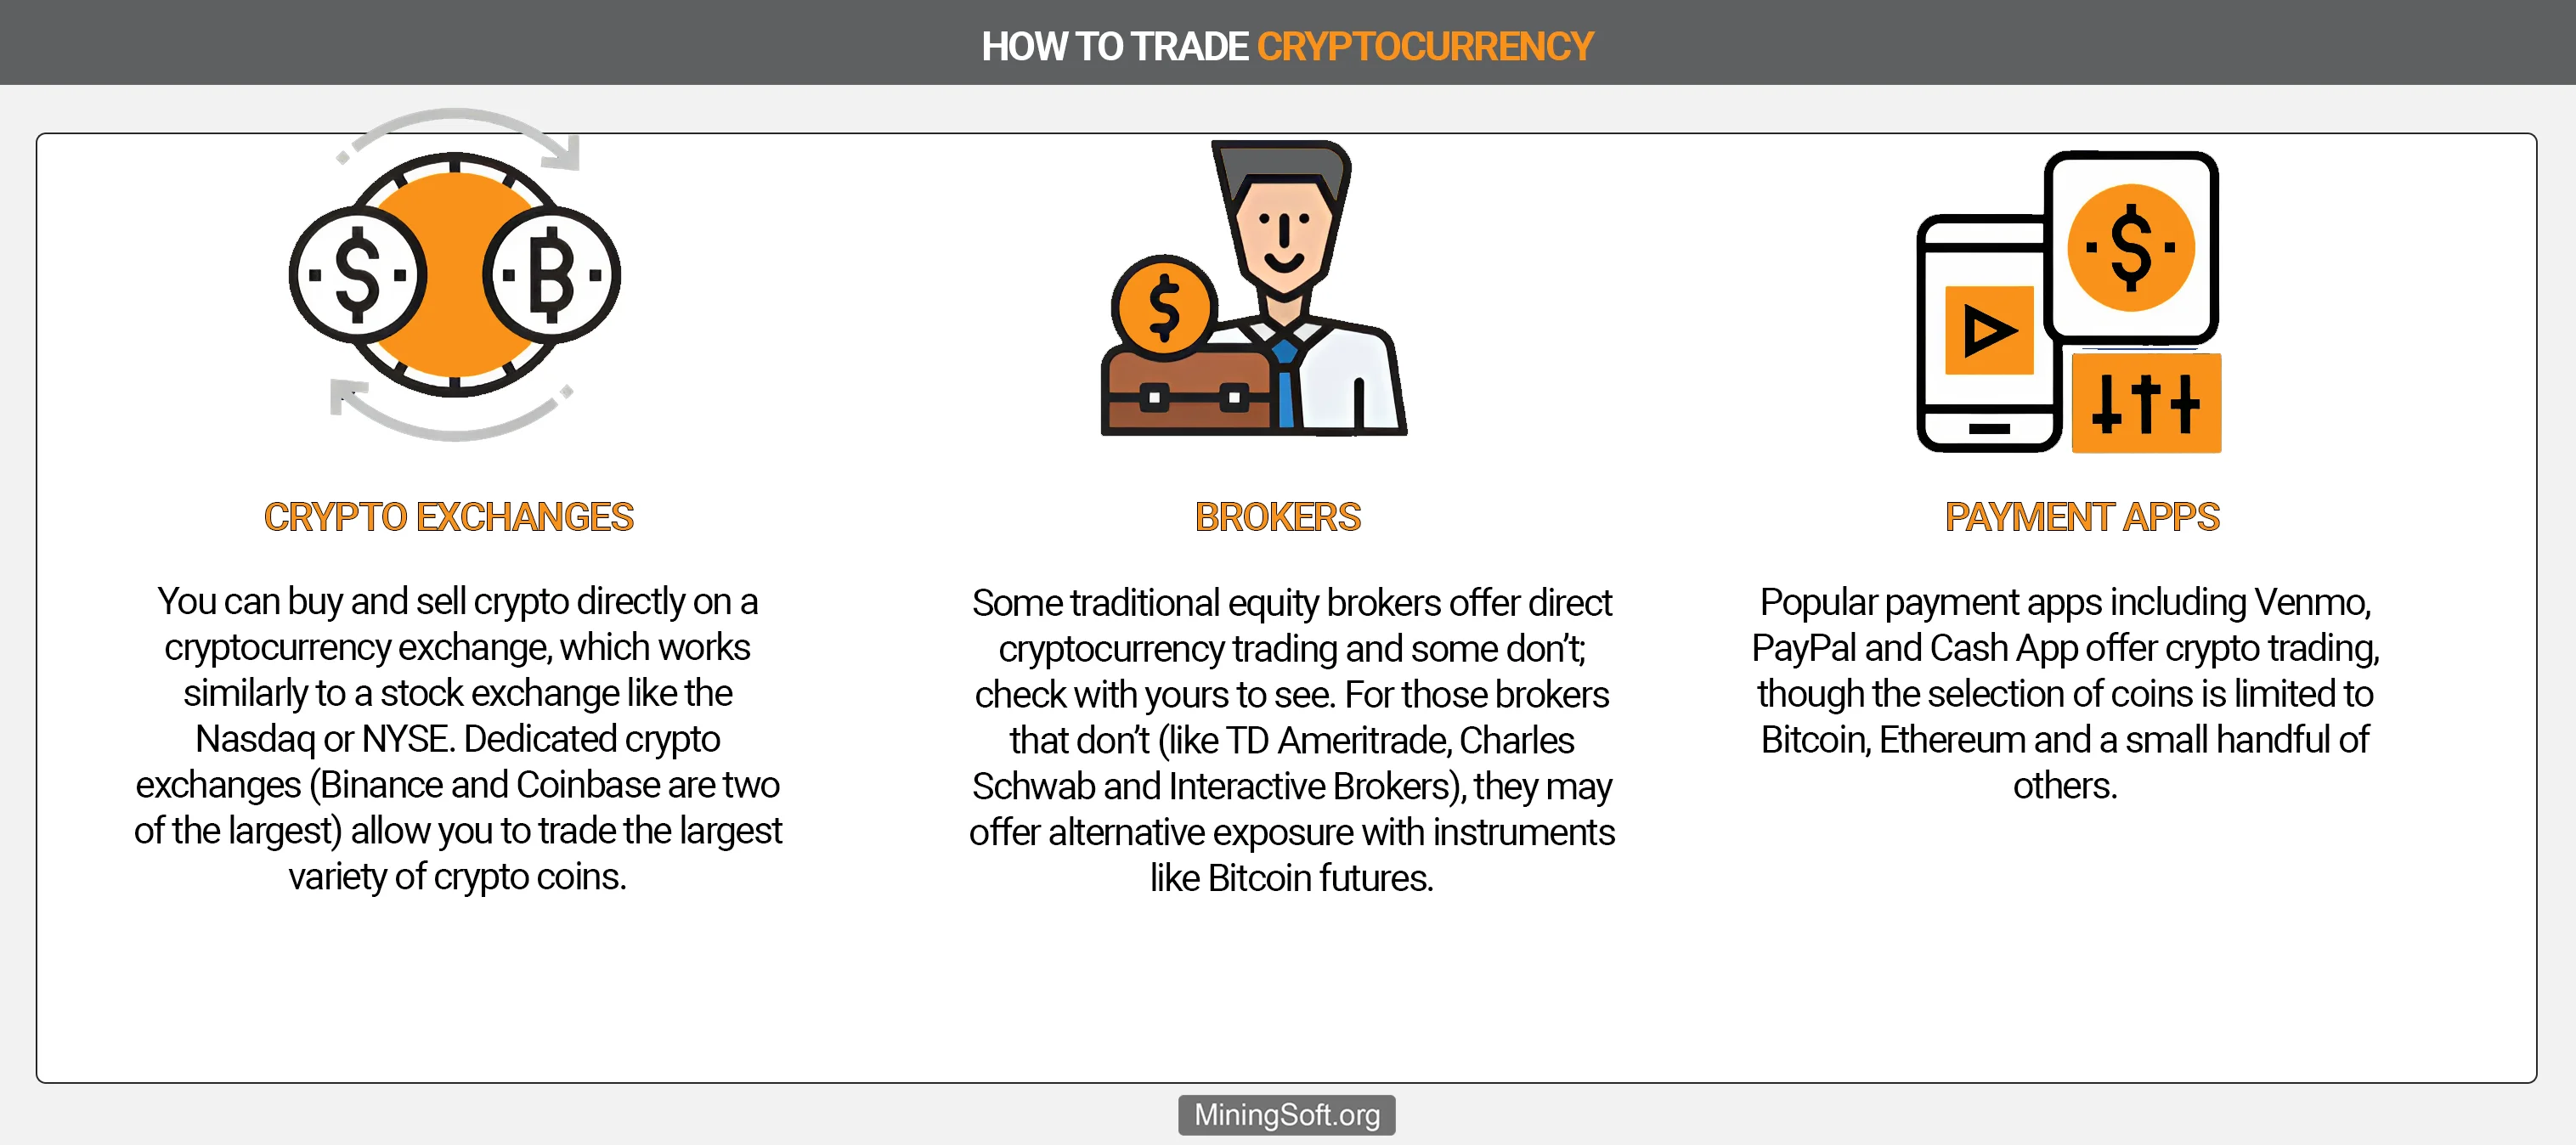 HOW TO TRADE CRYPTOCURRENCY
CRYPTO EXCHANGES
You can buy and sell crypto directly on a
cryptocurrency exchange, which works
similarly to a stock exchange like the
Nasdaq or NYSE. Dedicated crypto
exchanges (Binance and Coinbase are two
of the largest) allow you to trade the largest
variety of crypto coins.
BROKERS
Some traditional equity brokers offer direct
cryptocurrency trading and some don’t;
check with yours to see. For those brokers
that don’t (like TD Ameritrade, Charles
Schwab and Interactive Brokers), they may
offer alternative exposure with instruments
like Bitcoin futures.
PAYMENT APPS
Popular payment apps including Venmo,
PayPal and Cash App offer crypto trading,
though the selection of coins is limited to
Bitcoin, Ethereum and a small handful of
others.
MiningSoft.org